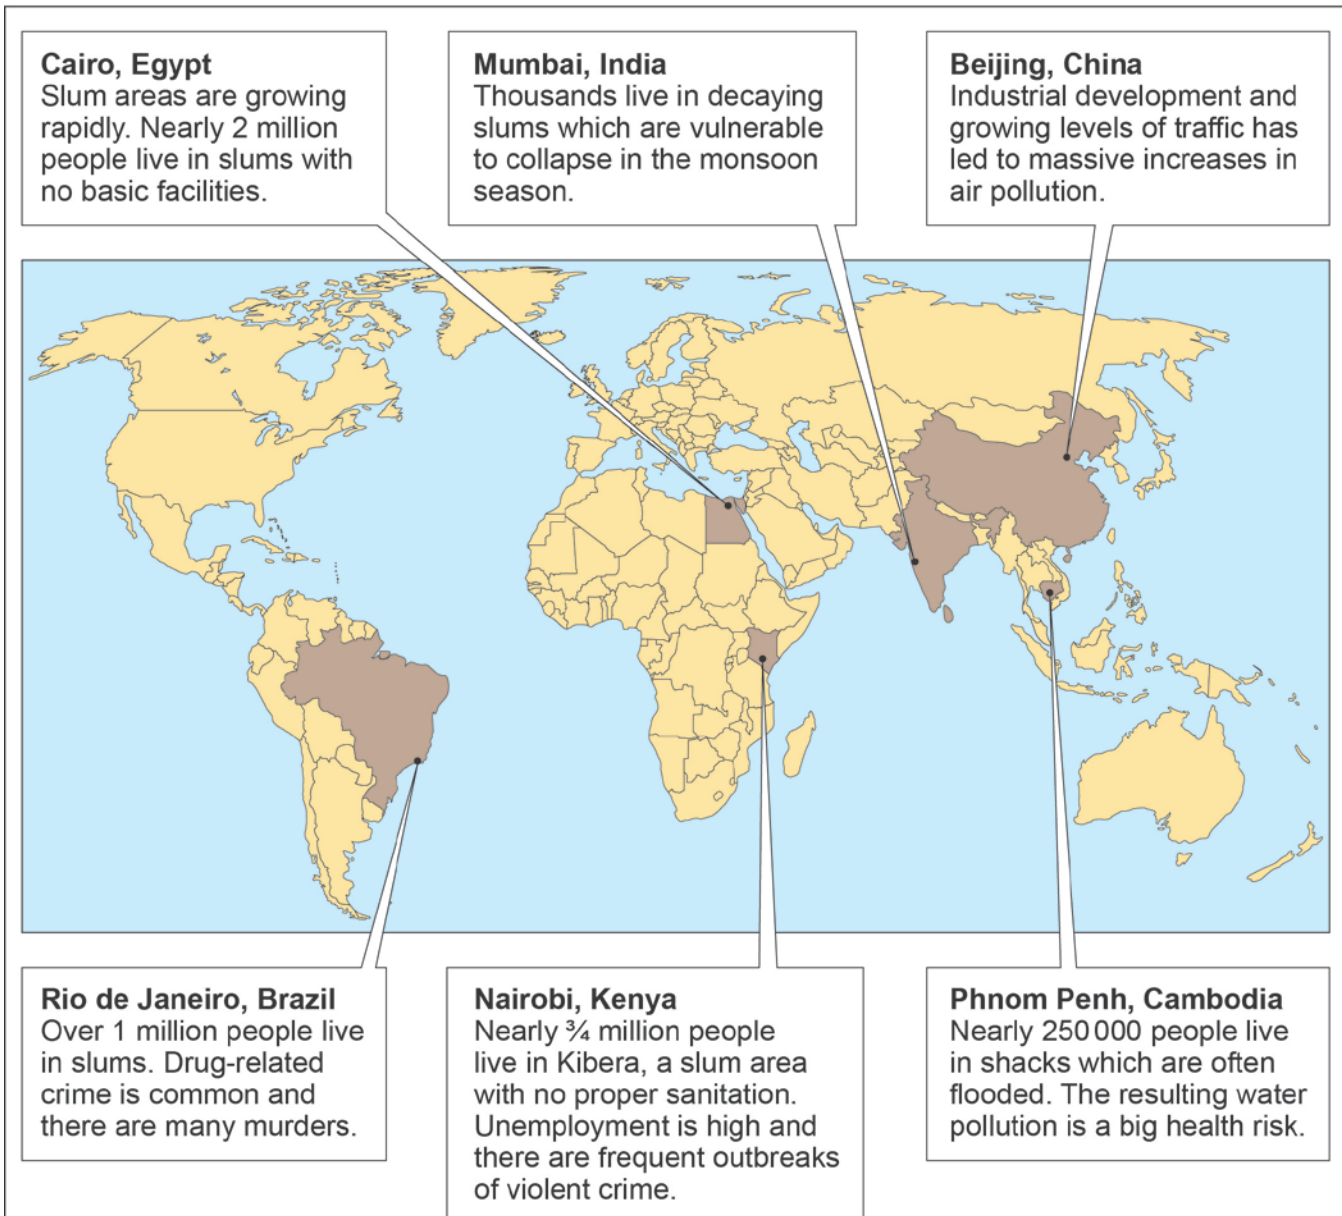 Cairo, Egypt
Slum areas are growing
rapidly. Nearly 2 million
people live in slums with
no basic facilities.
Mumbai, India
Thousands live in decaying
slums which are vulnerable
to collapse in the monsoon
season.
Beijing, China
Industrial development and
growing levels of traffic has
led to massive increases in
air pollution.
Rio de Janeiro, Brazil
Over 1 million people live
in slums. Drug-related
crime is common and
there are many murders.
Nairobi, Kenya
Nearly ¾ million people
live in Kibera, a slum area
with no proper sanitation.
Unemployment is high and
there are frequent outbreaks
of violent crime.
Phnom Penh, Cambodia
Nearly 250 000 people live
in shacks which are often
flooded. The resulting water
pollution is a big health risk.